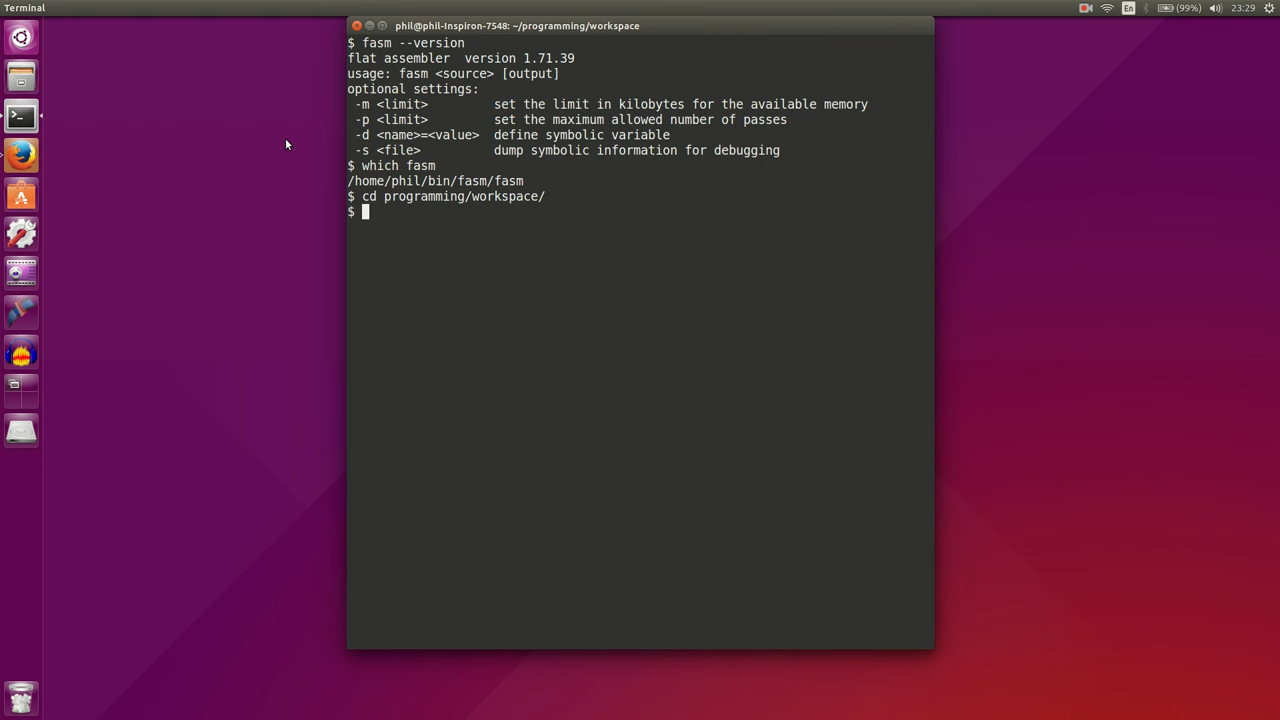 Terminal
En
(99%)
23:29
phil@phil-Inspiron-7548: ~/programming/workspace
$ fasm --version
flat assembler  version 1.71.39
usage: fasm <source> [output]
optional settings:
 -m <limit>         set the limit in kilobytes for the available memory
 -p <limit>         set the maximum allowed number of passes
 -d <name>=<value>  define symbolic variable
 -s <file>          dump symbolic information for debugging
$ which fasm
/home/phil/bin/fasm/fasm
$ cd programming/workspace/
$